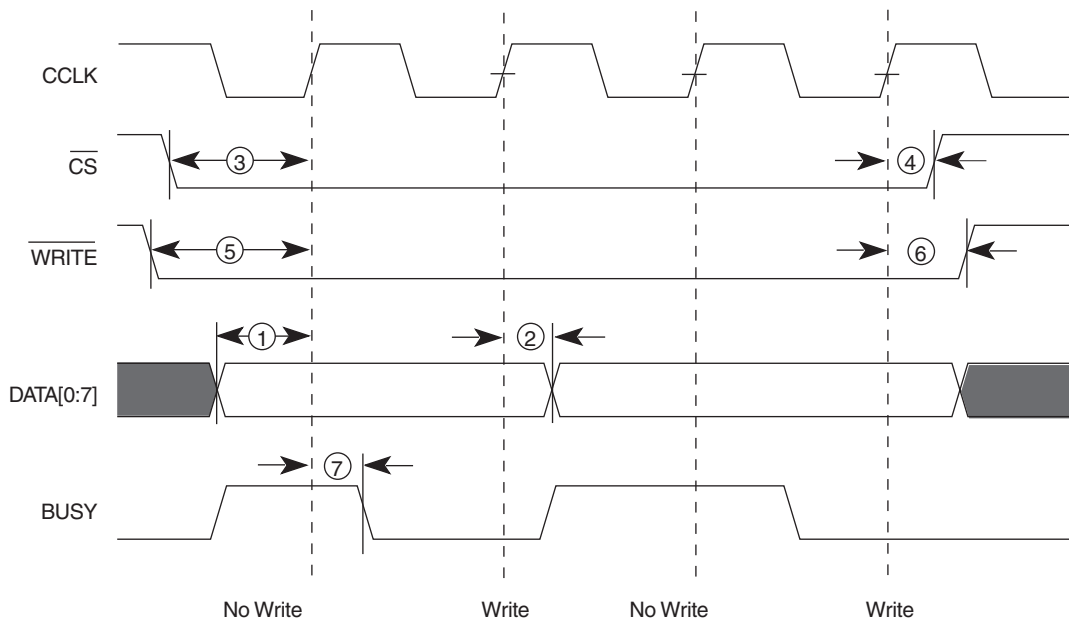 CCLK
CS
3
4
WRITE
5
6
1
2
DATA[0:7]
7
BUSY
No Write Write No Write Write